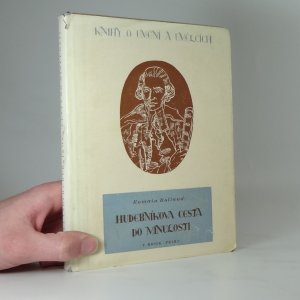 KNIHY O UMĚNÍ A UMĚLCÍCH
Romain Rolland:
HUDEBNÍKOVA CESTA
DO MINULOSTI